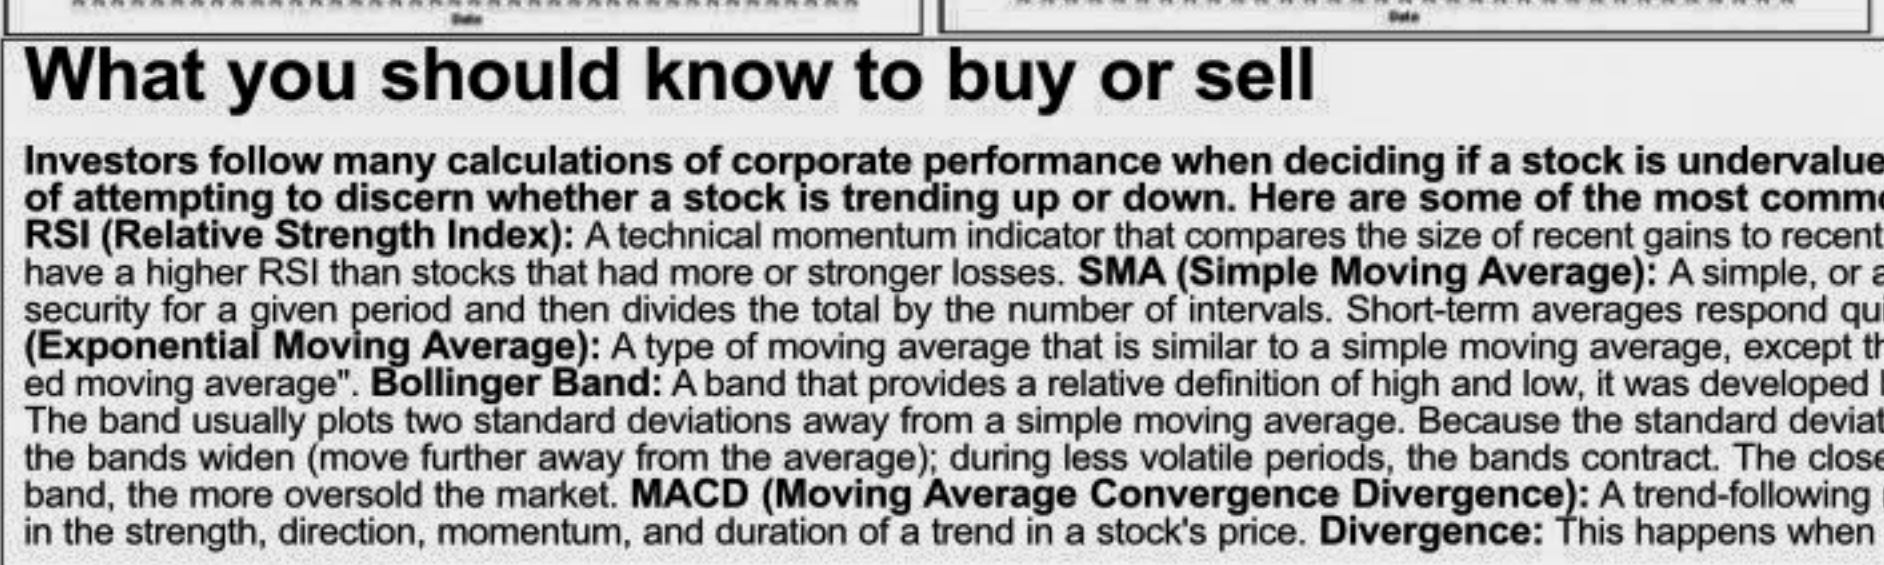 Date
Date
What you should know to buy or sell
Investors follow many calculations of corporate performance when deciding if a stock is undervalue
of attempting to discern whether a stock is trending up or down. Here are some of the most commo
RSI (Relative Strength Index): A technical momentum indicator that compares the size of recent gains to recent
have a higher RSI than stocks that had more or stronger losses. SMA (Simple Moving Average): A simple, or a
security for a given period and then divides the total by the number of intervals. Short-term averages respond qui
(Exponential Moving Average): A type of moving average that is similar to a simple moving average, except th
ed moving average". Bollinger Band: A band that provides a relative definition of high and low, it was developed
The band usually plots two standard deviations away from a simple moving average. Because the standard deviat
the bands widen (move further away from the average); during less volatile periods, the bands contract. The close
band, the more oversold the market. MACD (Moving Average Convergence Divergence): A trend-following
in the strength, direction, momentum, and duration of a trend in a stock's price. Divergence: This happens when